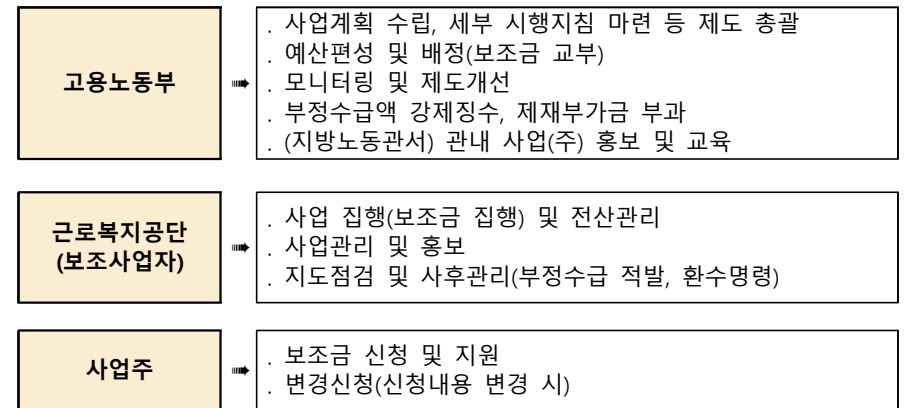 고용노동부
➠
. 사업계획 수립, 세부 시행지침 마련 등 제도 총괄
. 예산편성 및 배정(보조금 교부)
. 모니터링 및 제도개선
. 부정수급액 강제징수, 제재부가금 부과
. (지방노동관서) 관내 사업(주) 홍보 및 교육
근로복지공단
(보조사업자)
➠
. 사업 집행(보조금 집행) 및 전산관리
. 사업관리 및 홍보
. 지도점검 및 사후관리(부정수급 적발, 환수명령)
사업주
➠
. 보조금 신청 및 지원
. 변경신청(신청내용 변경 시)